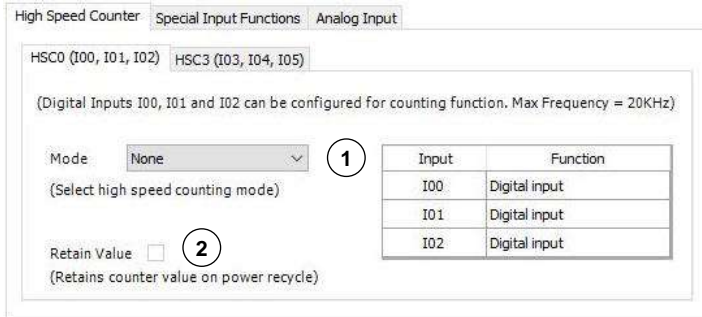 High Speed Counter Special Input Functions Analog Input
HSC0 (I00, I01, I02) HSC3 (I03, I04, I05)
(Digital Inputs I00, I01 and I02 can be configured for counting function. Max Frequency = 20KHz)
Mode None 1
(Select high speed counting mode)
Retain Value 2
(Retains counter value on power recycle)
Input Function
I00 Digital input
I01 Digital input
I02 Digital input